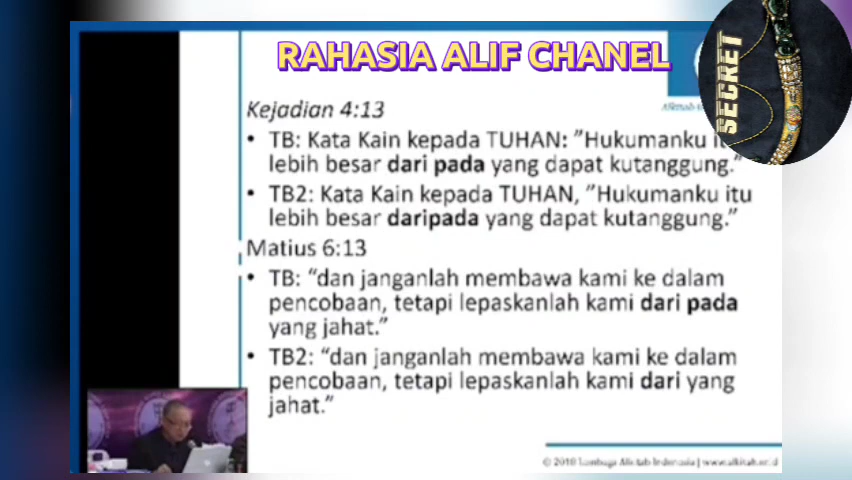 RAHASIA ALIF CHANEL
SECRET
Kejadian 4:13
• TB: Kata Kain kepada TUHAN: "Hukumanku
lebih besar dari pada yang dapat kutanggung."
• TB2: Kata Kain kepada TUHAN, "Hukumanku itu
lebih besar daripada yang dapat kutanggung."
Matius 6:13
• TB: "dan janganlah membawa kami ke dalam
pencobaan, tetapi lepaskanlah kami dari pada
yang jahat."
• TB2: "dan janganlah membawa kami ke dalam
pencobaan, tetapi lepaskanlah kami dari yang
jahat."
Lembaga Alkitab Indonesia | www.alkitab.or.id